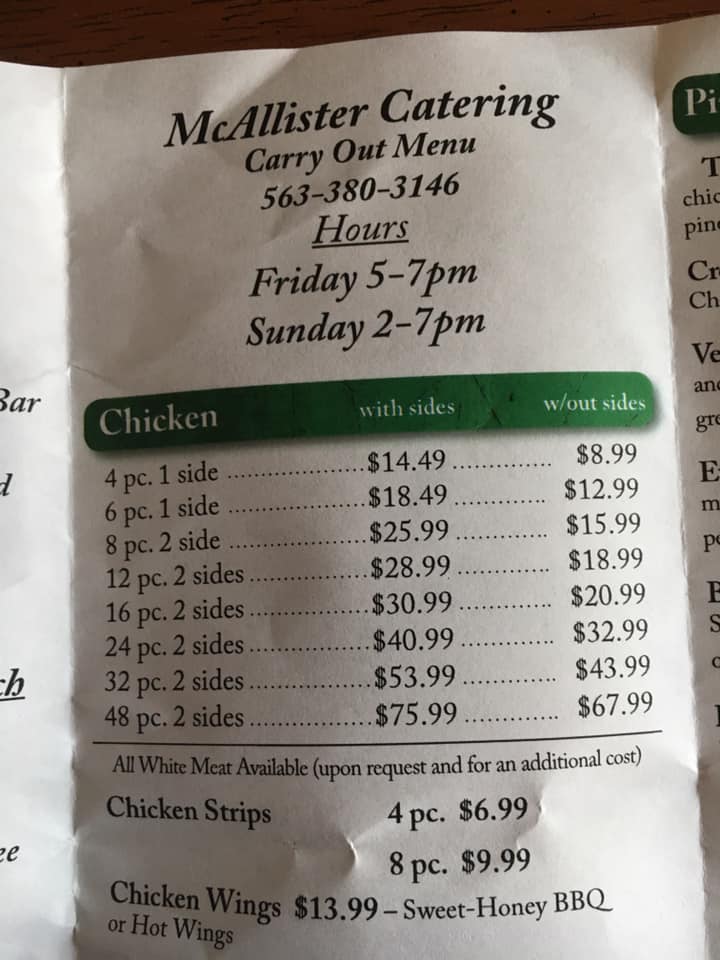 McAllister Catering
Carry Out Menu
563-380-3146
Hours
Friday 5-7pm
Sunday 2-7pm
Chicken with sides w/out sides
4 pc. 1 side ....................$14.49 .............. $8.99
6 pc. 1 side ....................$18.49 ............. $12.99
8 pc. 2 side ....................$25.99 ............. $15.99
12 pc. 2 sides .................$28.99 ............. $18.99
16 pc. 2 sides .................$30.99 ............. $20.99
24 pc. 2 sides .................$40.99 ............. $32.99
32 pc. 2 sides .................$53.99 ............. $43.99
48 pc. 2 sides .................$75.99 ............. $67.99
All White Meat Available (upon request and for an additional cost)
Chicken Strips 4 pc. $6.99
8 pc. $9.99
Chicken Wings $13.99 – Sweet-Honey BBQ
or Hot Wings
Bar